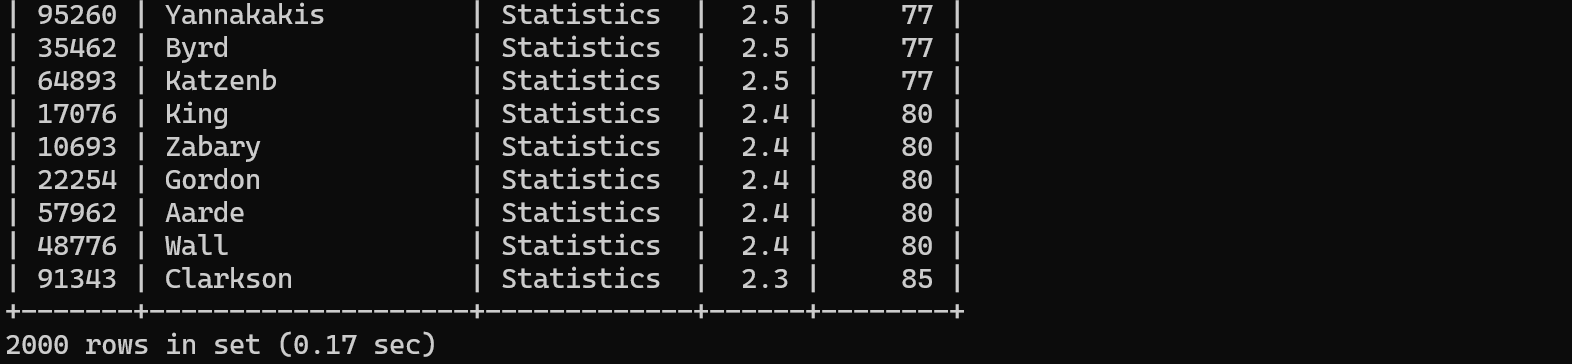 | 95260 | Yannakakis         | Statistics  |  2.5 |     77 |
| 35462 | Byrd               | Statistics  |  2.5 |     77 |
| 64893 | Katzenb            | Statistics  |  2.5 |     77 |
| 17076 | King               | Statistics  |  2.4 |     80 |
| 10693 | Zabary             | Statistics  |  2.4 |     80 |
| 22254 | Gordon             | Statistics  |  2.4 |     80 |
| 57962 | Aarde              | Statistics  |  2.4 |     80 |
| 48776 | Wall               | Statistics  |  2.4 |     80 |
| 91343 | Clarkson           | Statistics  |  2.3 |     85 |
+-------+--------------------+-------------+------+--------+
2000 rows in set (0.17 sec)